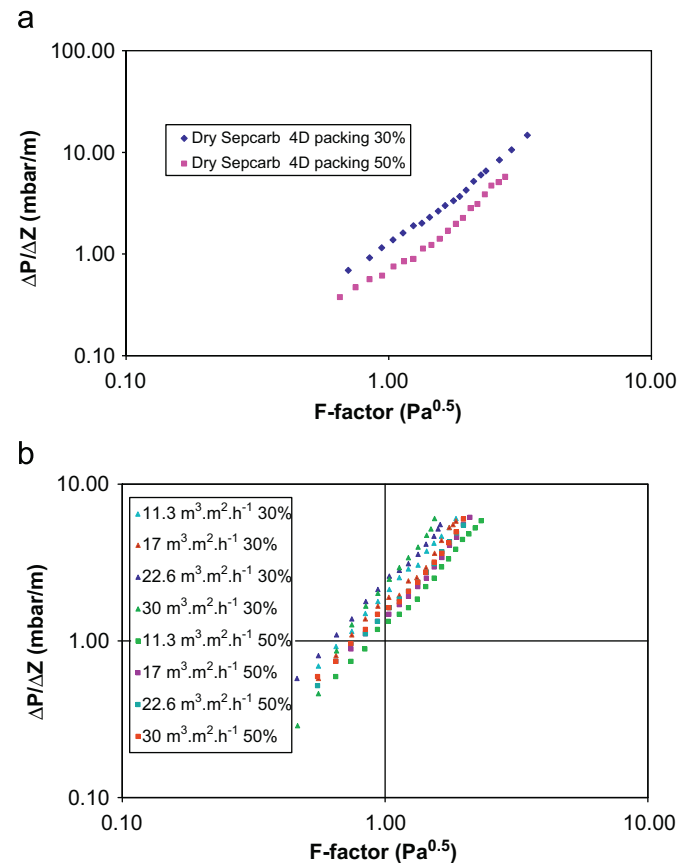 a
100.00
10.00
1.00
0.10
ΔP/ΔZ (mbar/m)
Dry Sepcarb 4D packing 30%
Dry Sepcarb 4D packing 50%
0.10 1.00 10.00
F-factor (Pa^0.5)
b
10.00
1.00
0.10
ΔP/ΔZ (mbar/m)
11.3 m³.m².h⁻¹ 30%
17 m³.m².h⁻¹ 30%
22.6 m³.m².h⁻¹ 30%
30 m³.m².h⁻¹ 30%
11.3 m³.m².h⁻¹ 50%
17 m³.m².h⁻¹ 50%
22.6 m³.m².h⁻¹ 50%
30 m³.m².h⁻¹ 50%
0.10 1.00 10.00
F-factor (Pa^0.5)